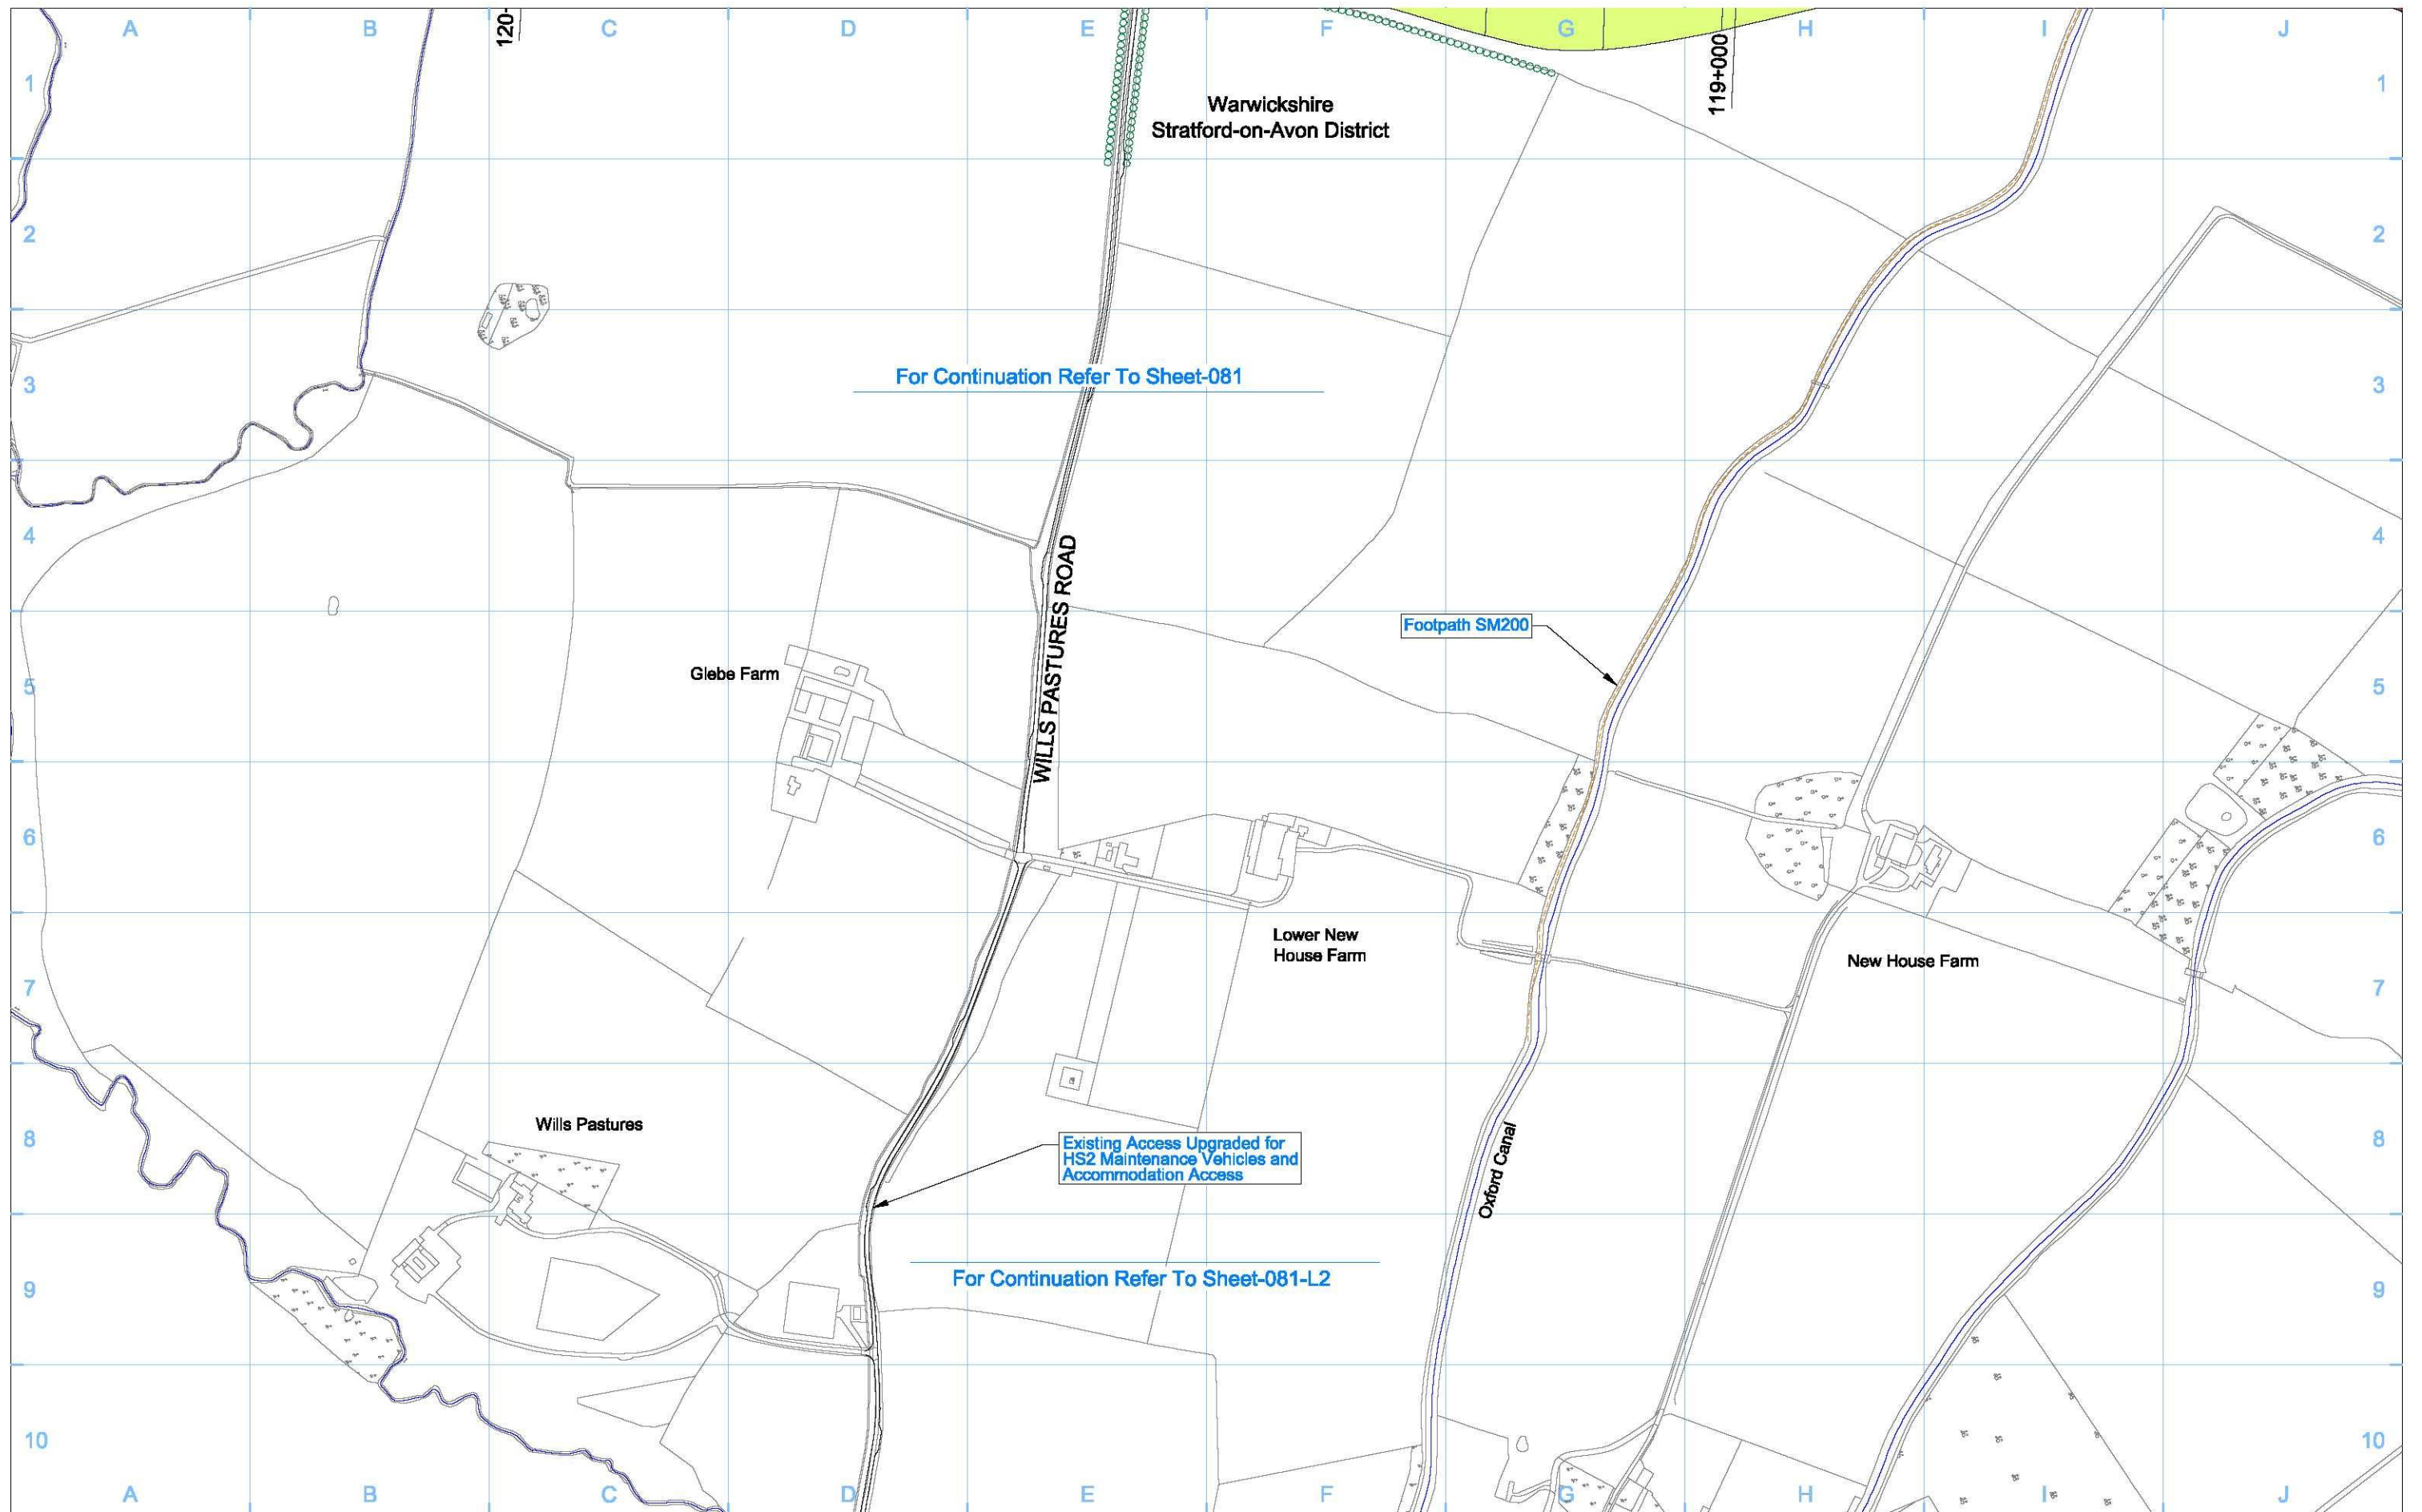 A B C D E F G H I J
120-
119+000
1 1
Warwickshire
Stratford-on-Avon District
2 2
For Continuation Refer To Sheet-081
3 3
4 4
WILLS PASTURES ROAD
Footpath SM200
Glebe Farm
5 5
6 6
Lower New
House Farm
New House Farm
7 7
Wills Pastures
8 8
Existing Access Upgraded for
HS2 Maintenance Vehicles and
Accommodation Access
Oxford Canal
For Continuation Refer To Sheet-081-L2
9 9
10 10
A B C D E F G H I J